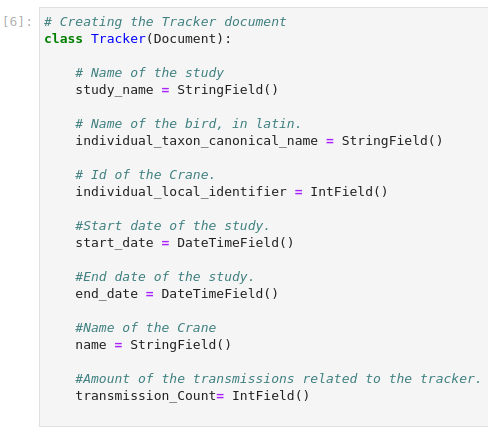 [6]: # Creating the Tracker document
class Tracker(Document):
# Name of the study
study_name = StringField()
# Name of the bird, in latin.
individual_taxon_canonical_name = StringField()
# Id of the Crane.
individual_local_identifier = IntField()
#Start date of the study.
start_date = DateTimeField()
#End date of the study.
end_date = DateTimeField()
#Name of the Crane
name = StringField()
#Amount of the transmissions related to the tracker.
transmission_Count= IntField()